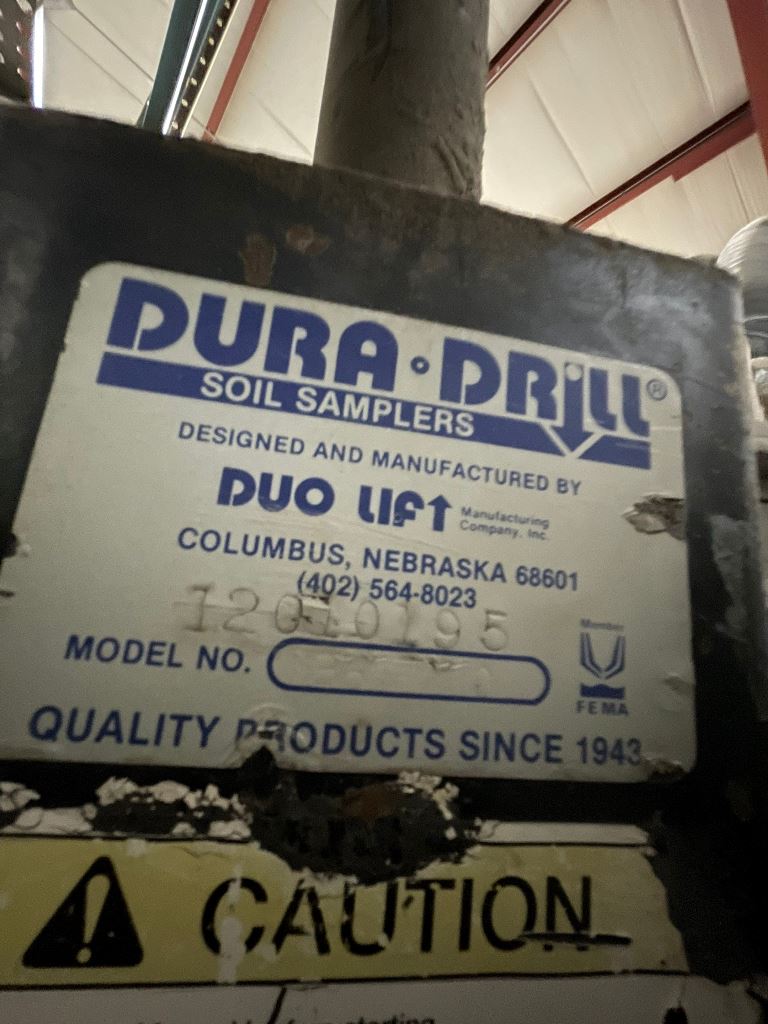 DURA·DRILL®
SOIL SAMPLERS
DESIGNED AND MANUFACTURED BY
DUO LIFT Manufacturing
Company, Inc.
COLUMBUS, NEBRASKA 68601
(402) 564-8023
12010195
MODEL NO.
Member
FEMA
QUALITY PRODUCTS SINCE 1943
CAUTION
starting